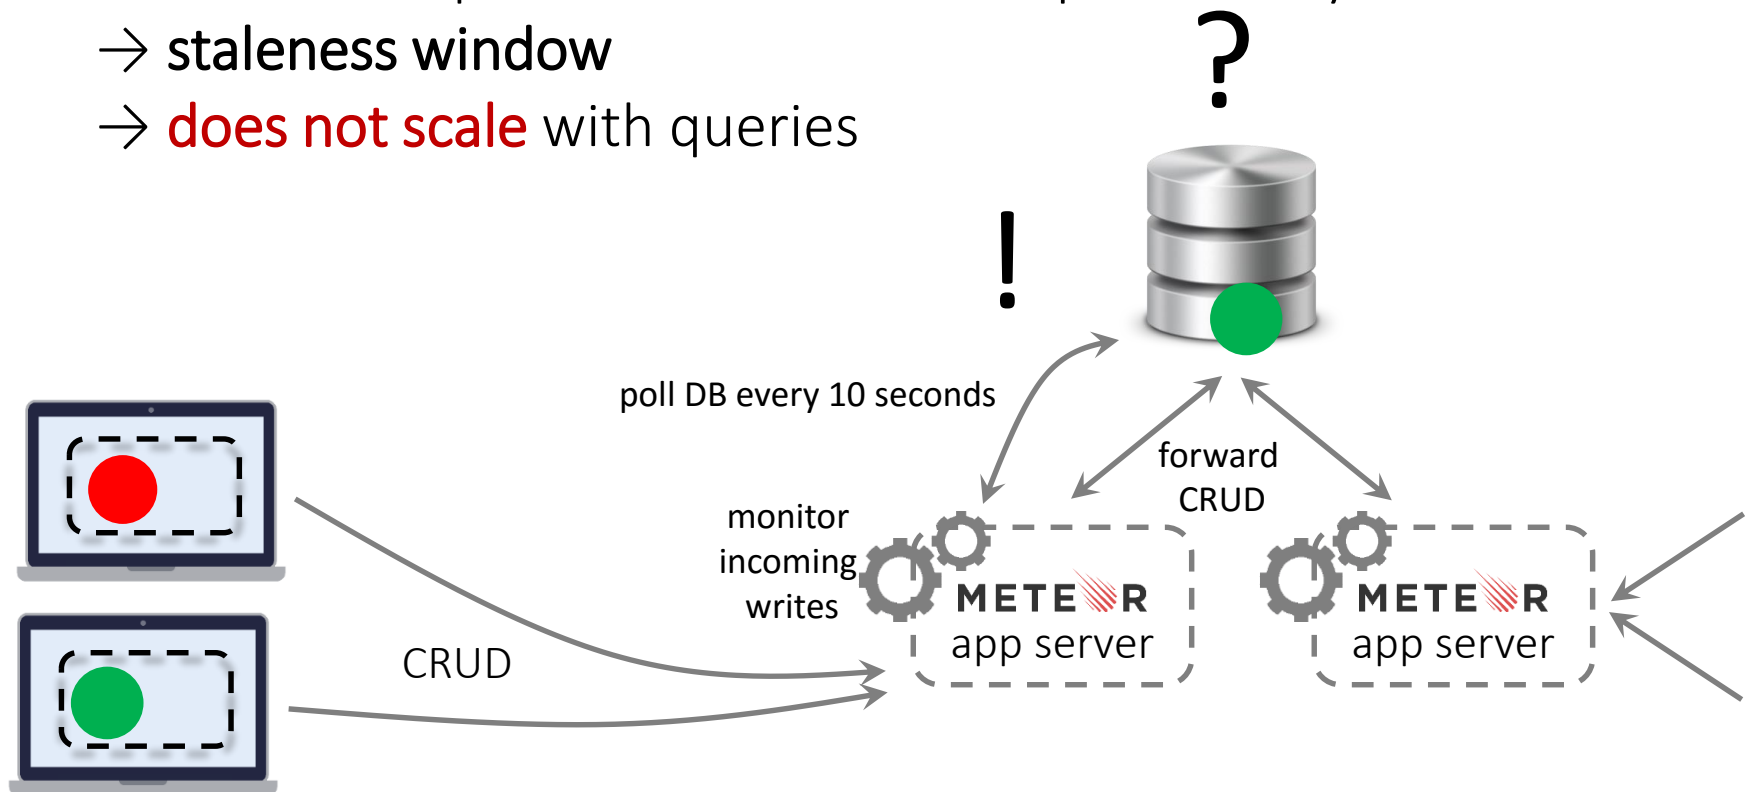 → staleness window
→ does not scale with queries
?
!
poll DB every 10 seconds
forward
CRUD
monitor
incoming
writes
METEOR
app server
METEOR
app server
CRUD